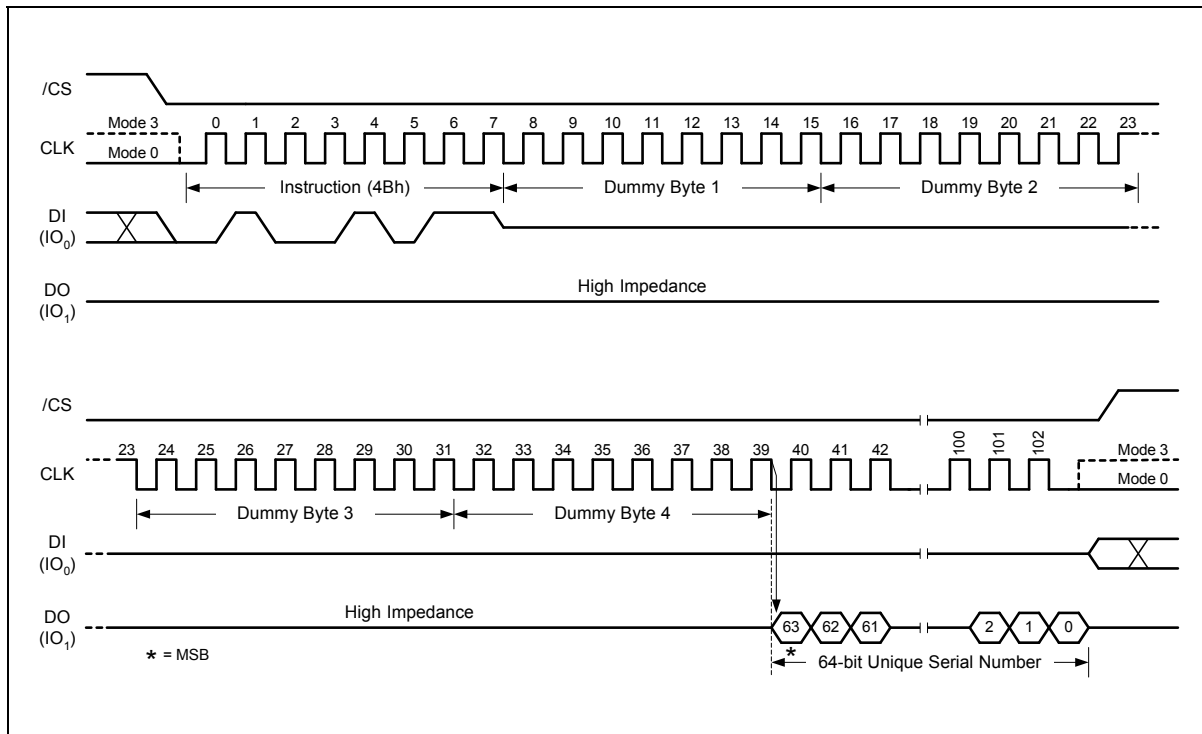 /CS
Mode 3
0 1 2 3 4 5 6 7 8 9 10 11 12 13 14 15 16 17 18 19 20 21 22 23
CLK
Mode 0
Instruction (4Bh)
Dummy Byte 1
Dummy Byte 2
DI
(IO0)
High Impedance
DO
(IO1)
/CS
23 24 25 26 27 28 29 30 31 32 33 34 35 36 37 38 39 40 41 42 100 101 102
CLK
Mode 3
Mode 0
Dummy Byte 3
Dummy Byte 4
DI
(IO0)
High Impedance
DO
(IO1)
63 62 61 2 1 0
* = MSB
*
64-bit Unique Serial Number